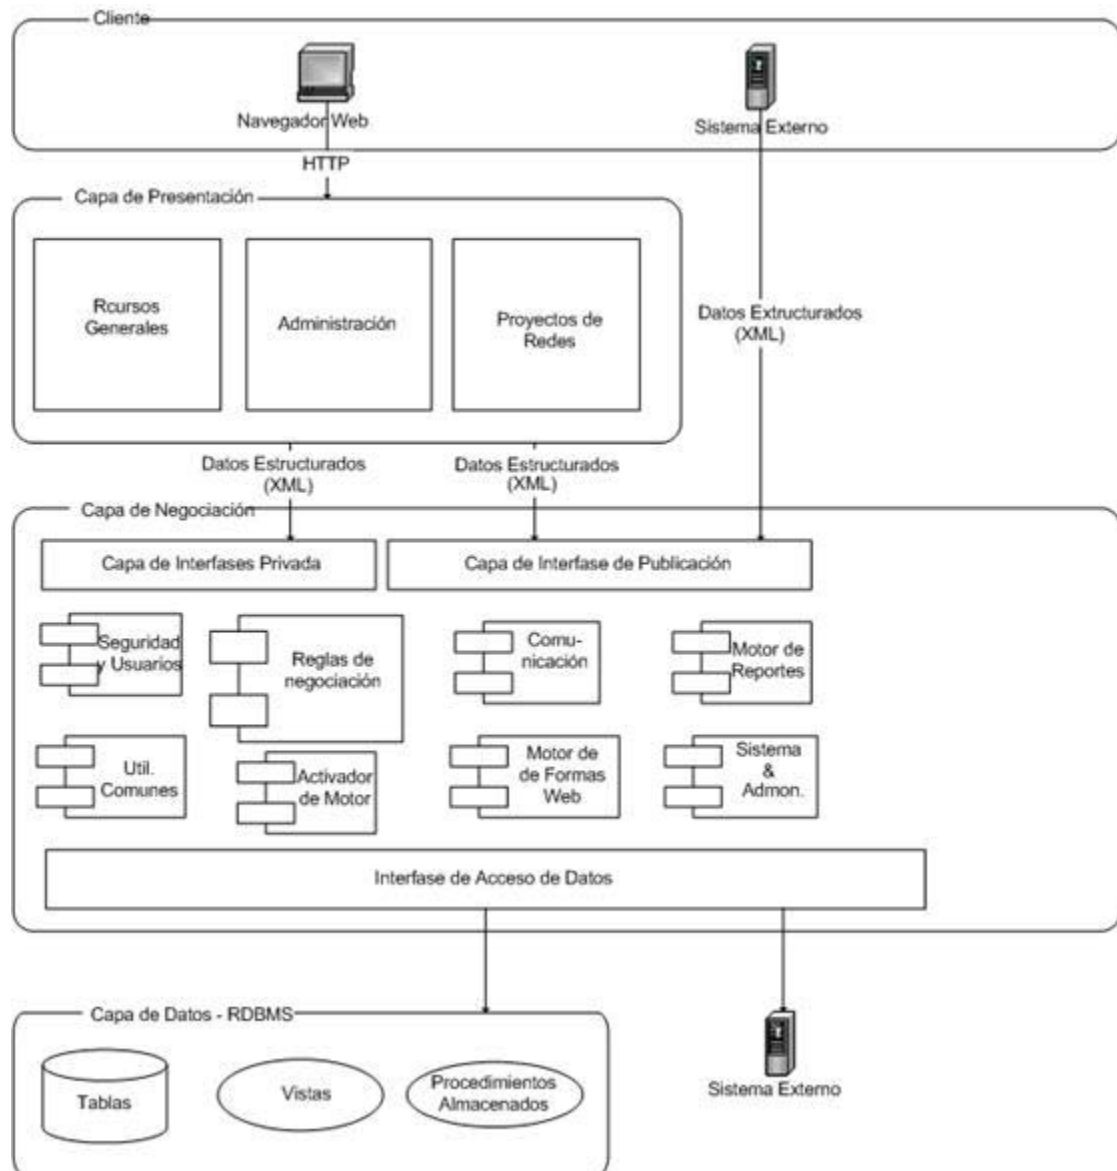 Cliente
Navegador Web
Sistema Externo
HTTP
Capa de Presentación
Rcursos
Generales
Administración
Proyectos de
Redes
Datos Extructurados
(XML)
Datos Estructurados
(XML)
Datos Estructurados
(XML)
Capa de Negociación
Capa de Interfases Privada
Capa de Interfase de Publicación
Seguridad
y Usuarios
Reglas de
negociación
Comu-
nicación
Motor de
Reportes
Util.
Comunes
Activador
de Motor
Motor de
de Formas
Web
Sistema
&
Admon.
Interfase de Acceso de Datos
Capa de Datos - RDBMS
Tablas
Vistas
Procedimientos
Almacenados
Sistema Externo